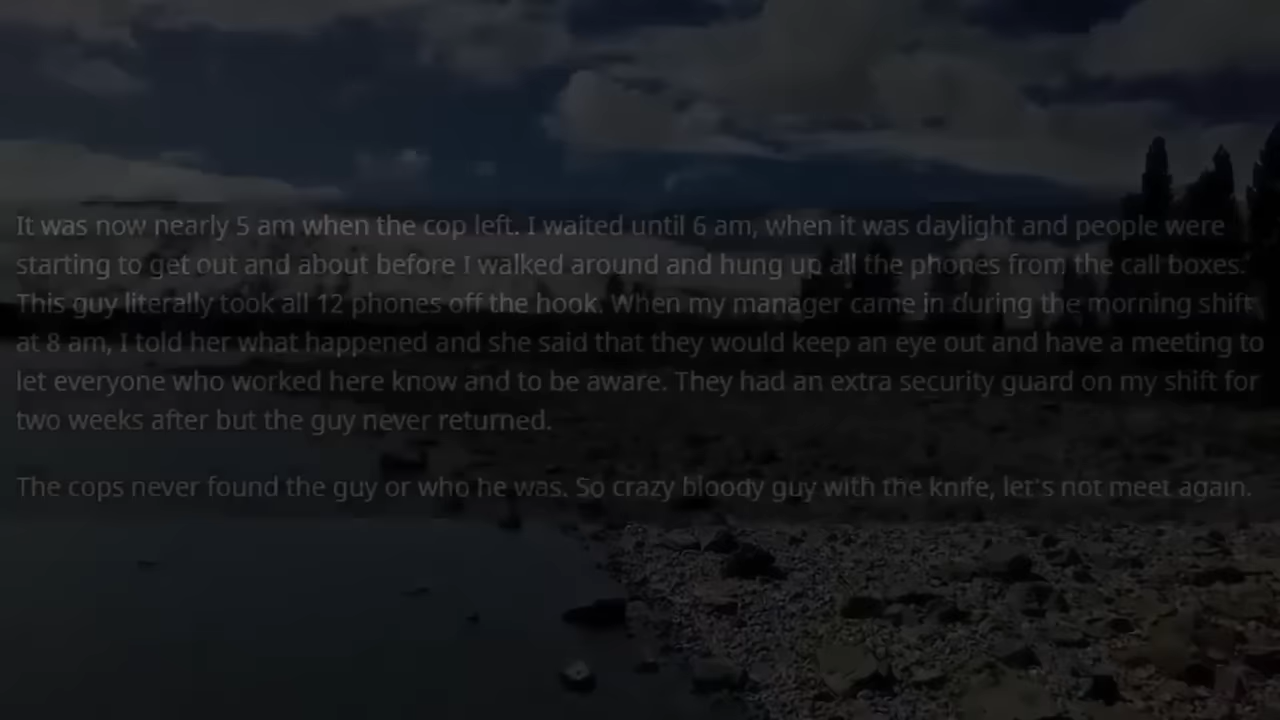 It was now nearly 5 am when the cop left. I waited until 6 am, when it was daylight and people were
starting to get out and about before I walked around and hung up all the phones from the call boxes.
This guy literally took all 12 phones off the hook. When my manager came in during the morning shift
at 8 am, I told her what happened and she said that they would keep an eye out and have a meeting to
let everyone who worked here know and to be aware. They had an extra security guard on my shift for
two weeks after but the guy never returned.
The cops never found the guy or who he was. So crazy bloody guy with the knife, let's not meet again.